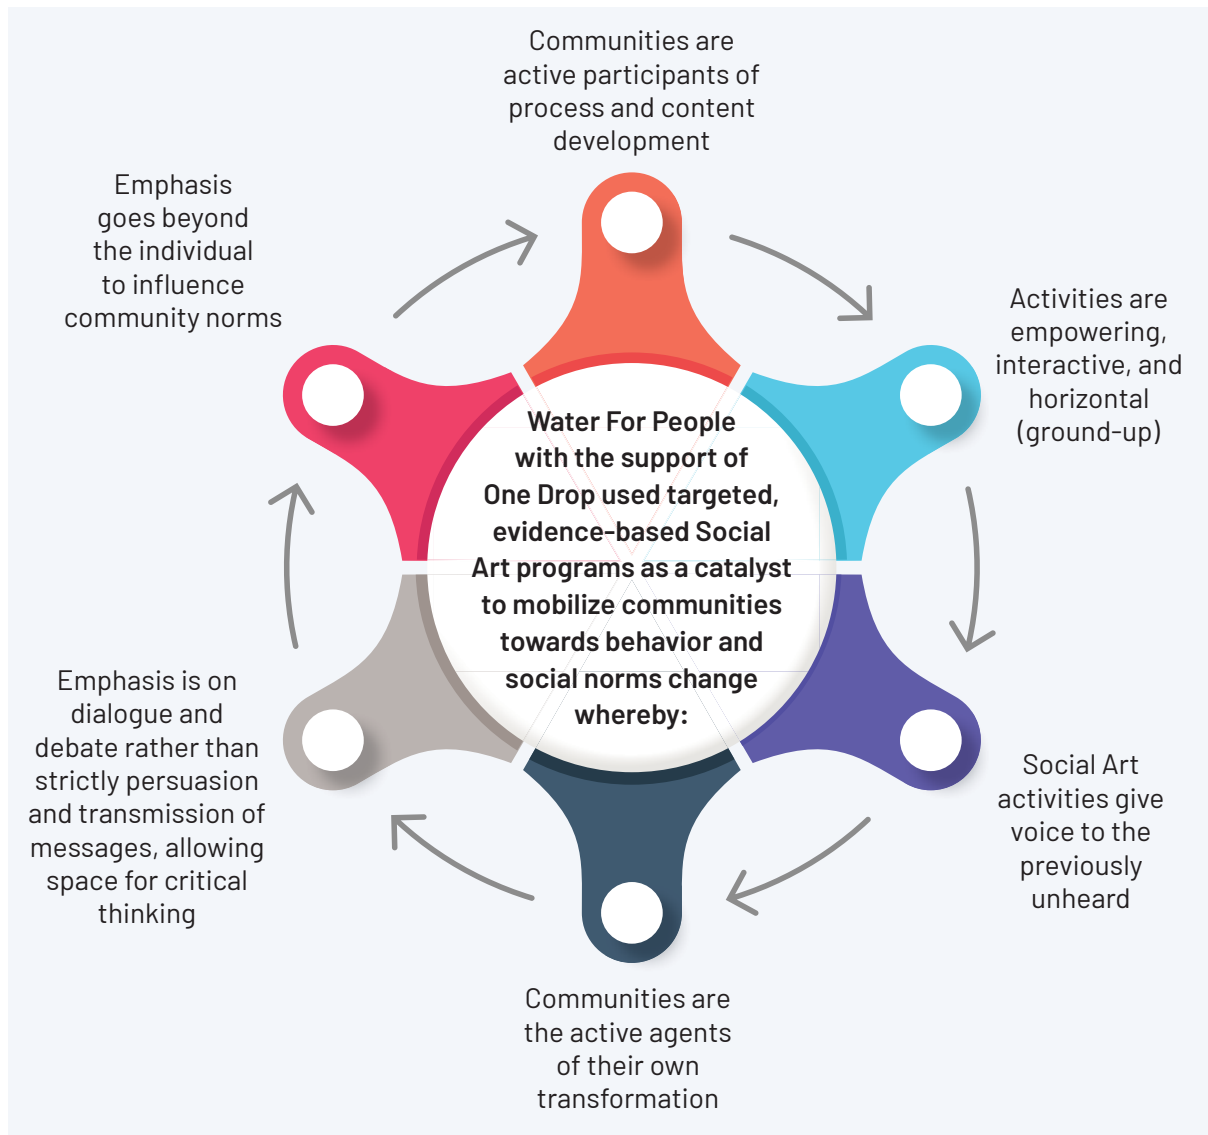 Communities are
active participants of
process and content
development
Activities are
empowering,
interactive, and
horizontal
(ground-up)
Social Art
activities give
voice to the
previously
unheard
Communities are
the active agents
of their own
transformation
Emphasis is on
dialogue and
debate rather than
strictly persuasion
and transmission of
messages, allowing
space for critical
thinking
Emphasis
goes beyond
the individual
to influence
community norms
Water For People
with the support of
One Drop used targeted,
evidence-based Social
Art programs as a catalyst
to mobilize communities
towards behavior and
social norms change
whereby: